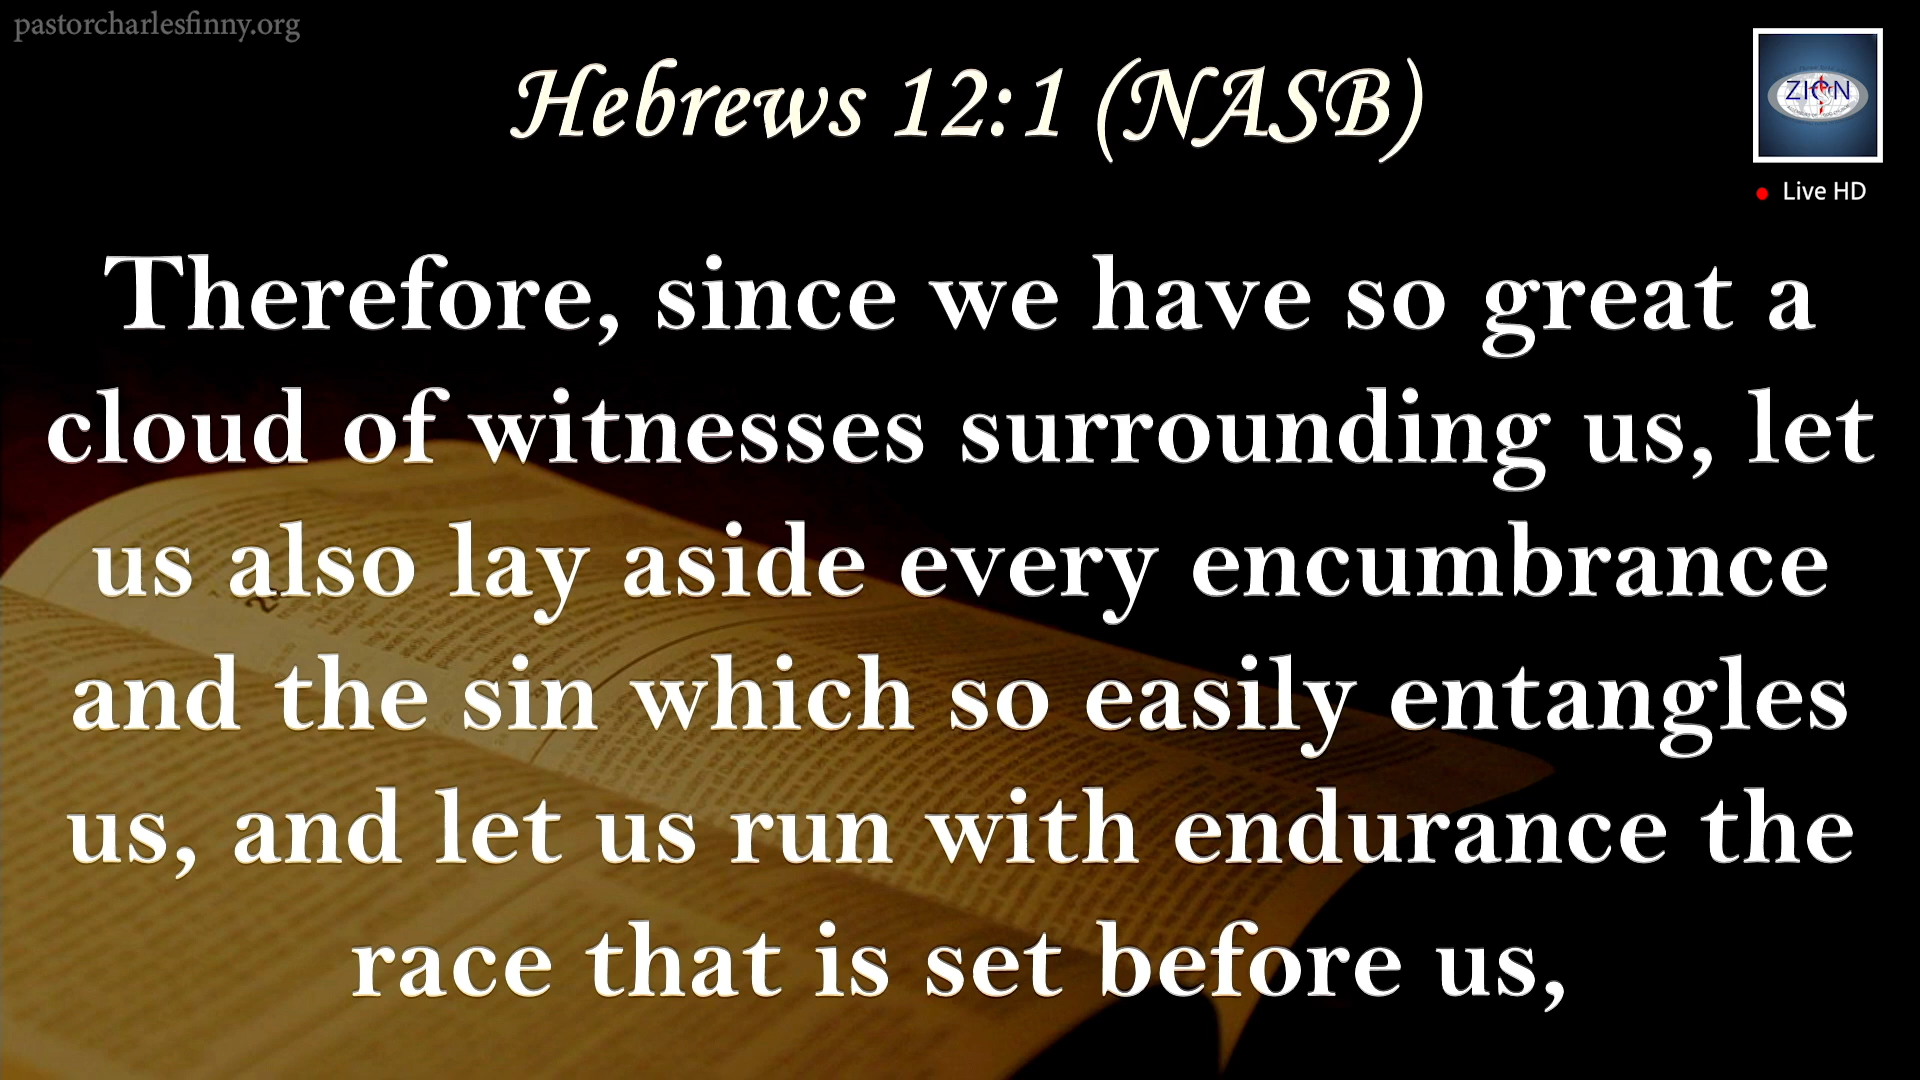 pastorcharlesfinny.org
Hebrews 12:1 (NASB)
ZION
Live HD
Therefore, since we have so great a
cloud of witnesses surrounding us, let
us also lay aside every encumbrance
and the sin which so easily entangles
us, and let us run with endurance the
race that is set before us,